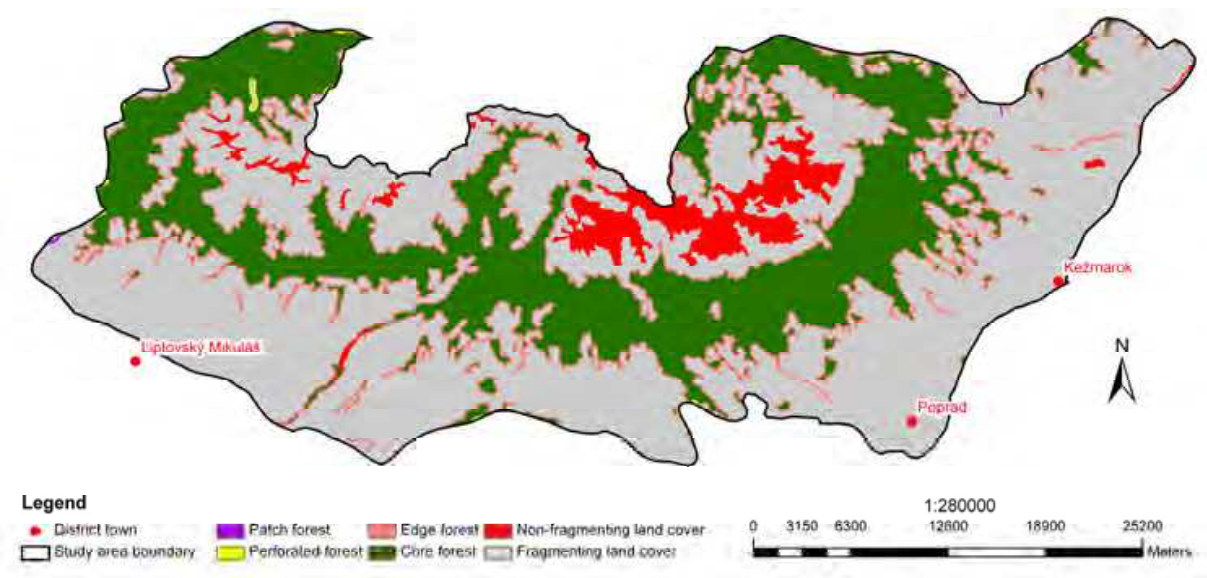 Kežmarok
N
Liptovský Mikuláš
Poprad
Legend
1:280000
District town
Patch forest
Edge forest
Non-fragmenting land cover
0 3150 6300 12600 18900 25200
Study area boundary
Perforated forest
Core forest
Fragmenting land cover
Meters